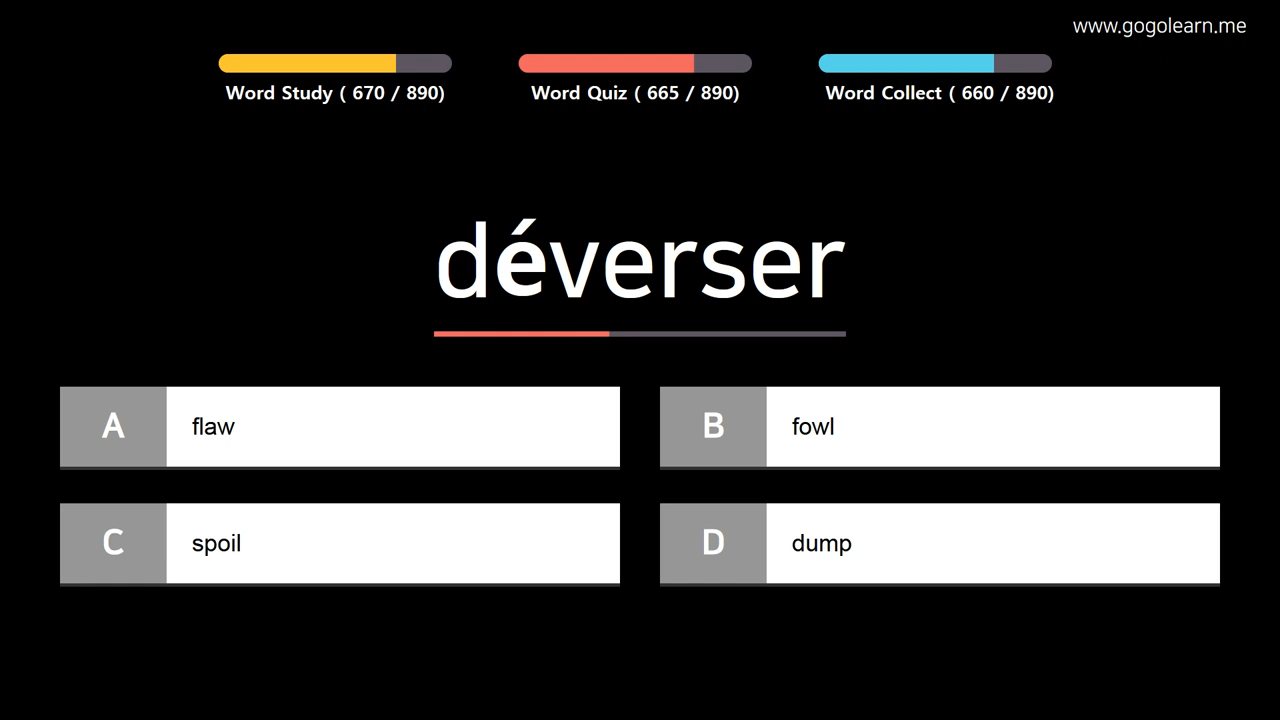 www.gogolearn.me
Word Study ( 670 / 890)
Word Quiz ( 665 / 890)
Word Collect ( 660 / 890)
déverser
A flaw
B fowl
C spoil
D dump